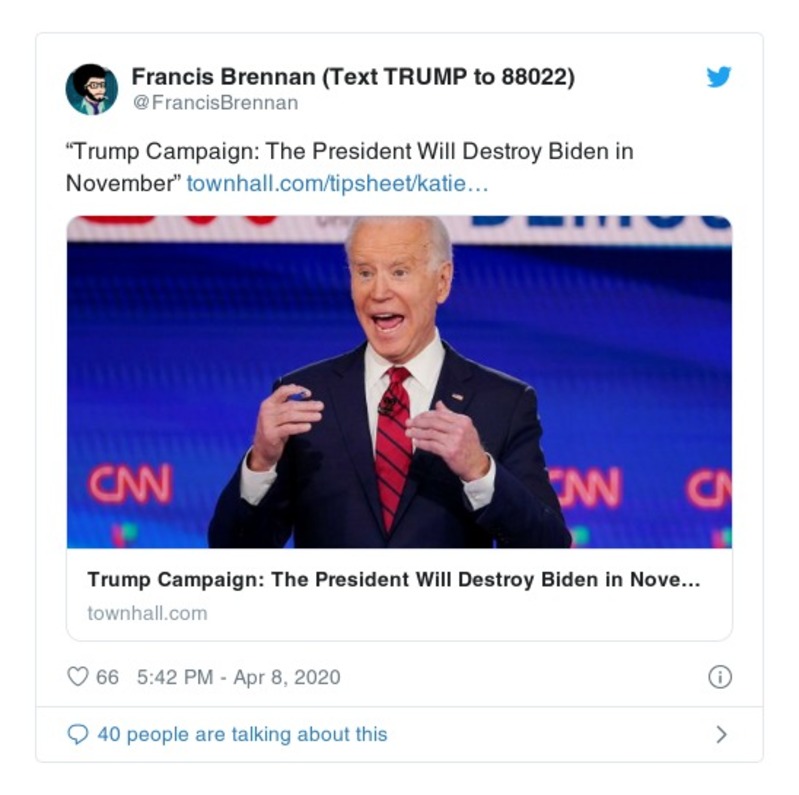 Francis Brennan (Text TRUMP to 88022)
@FrancisBrennan
“Trump Campaign: The President Will Destroy Biden in
November” townhall.com/tipsheet/katie…
CNN
CNN
CN
Trump Campaign: The President Will Destroy Biden in Nove...
townhall.com
66 5:42 PM - Apr 8, 2020
40 people are talking about this